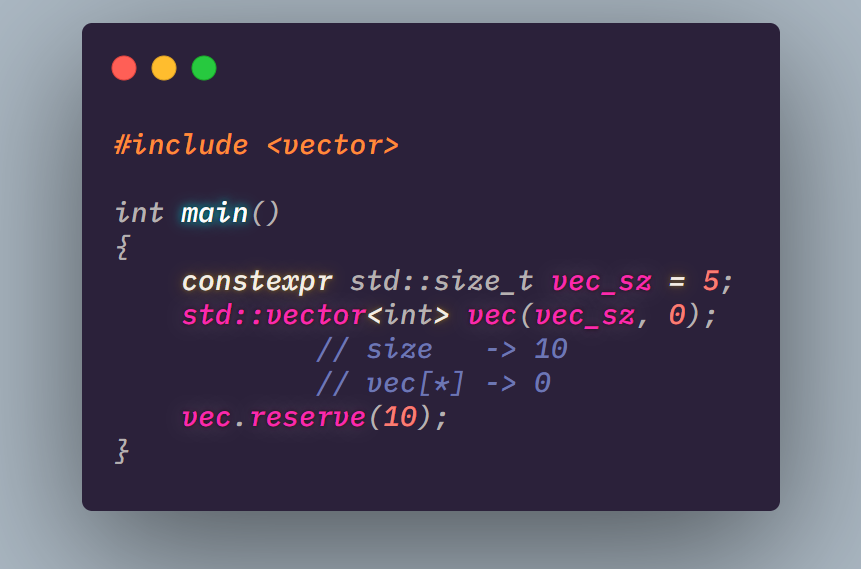 #include <vector>
int main()
{
constexpr std::size_t vec_sz = 5;
std::vector<int> vec(vec_sz, 0);
// size   -> 10
// vec[*] -> 0
vec.reserve(10);
}